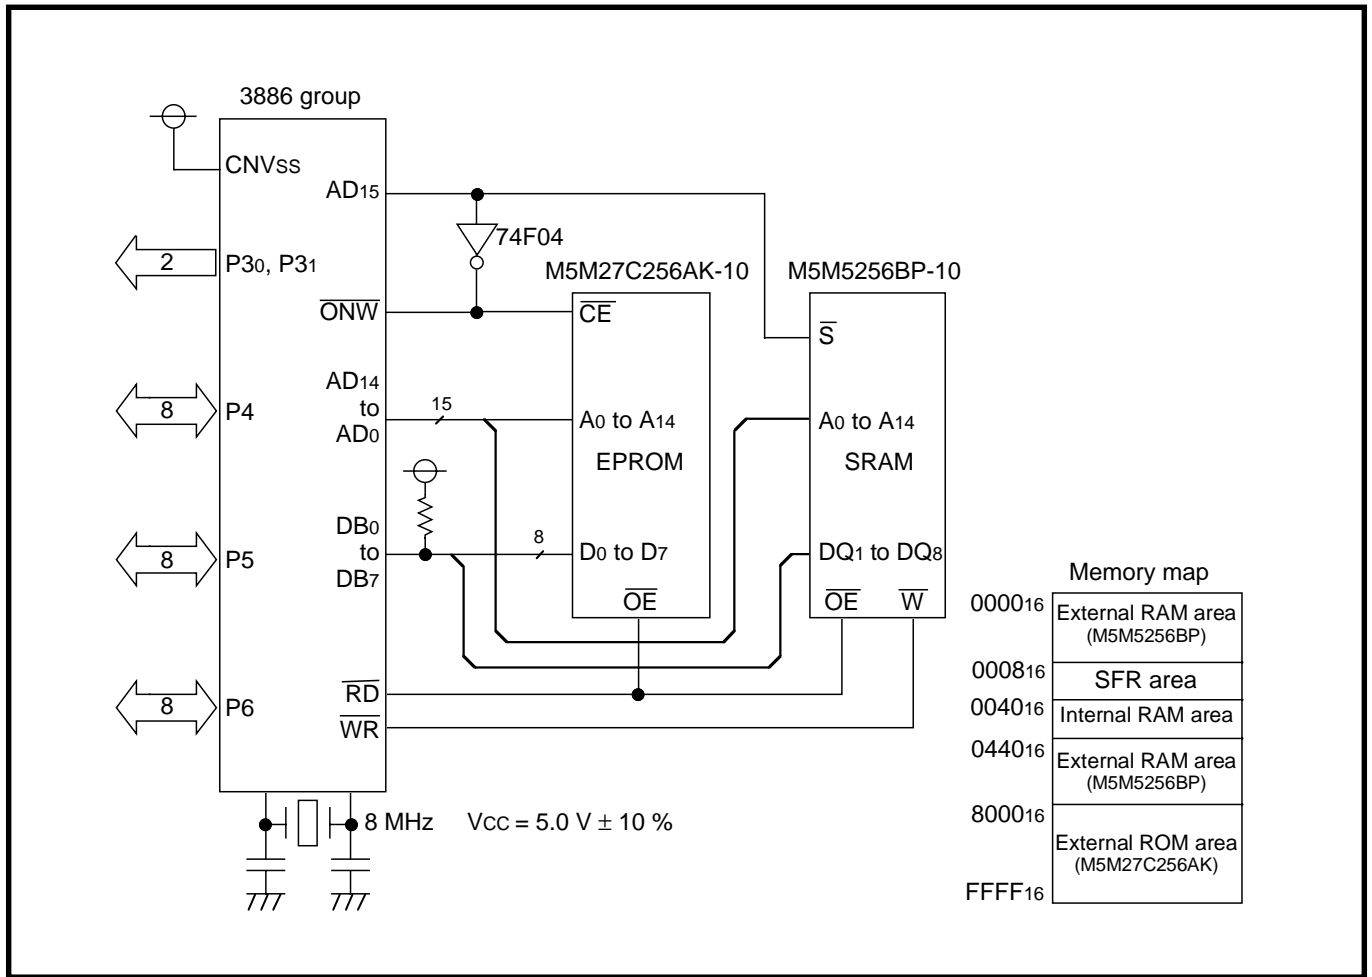 3886 group
CNVSS
AD15
74F04
2
P30, P31
M5M27C256AK-10
M5M5256BP-10
ONW
CE
S
AD14
to
AD0
15
8
P4
A0 to A14
EPROM
A0 to A14
SRAM
DB0
to
DB7
8
8
P5
D0 to D7
OE
DQ1 to DQ8
OE
W
8
P6
RD
WR
8 MHz
VCC = 5.0 V ± 10 %
Memory map
000016
External RAM area
(M5M5256BP)
000816
SFR area
004016
Internal RAM area
044016
External RAM area
(M5M5256BP)
800016
External ROM area
(M5M27C256AK)
FFFF16